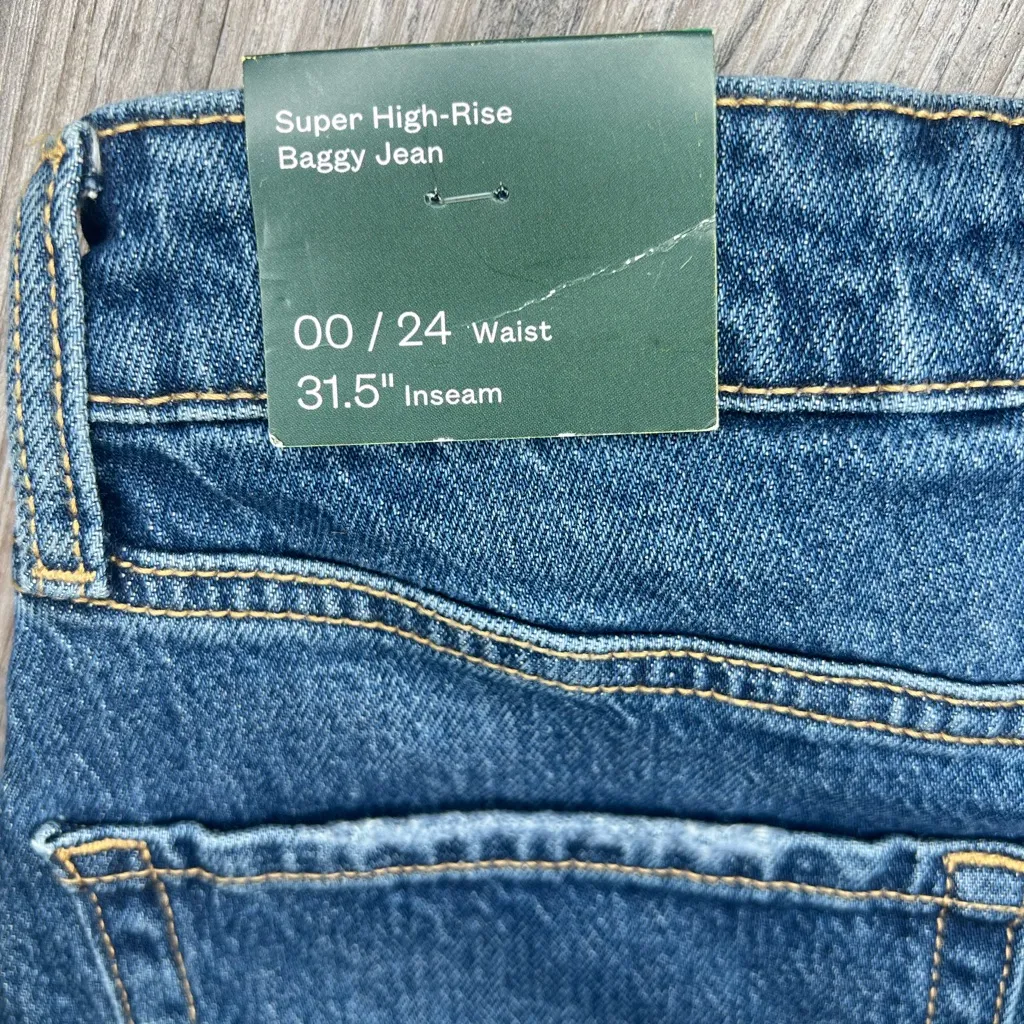 Super High-Rise
Baggy Jean
00 / 24 Waist
31.5" Inseam